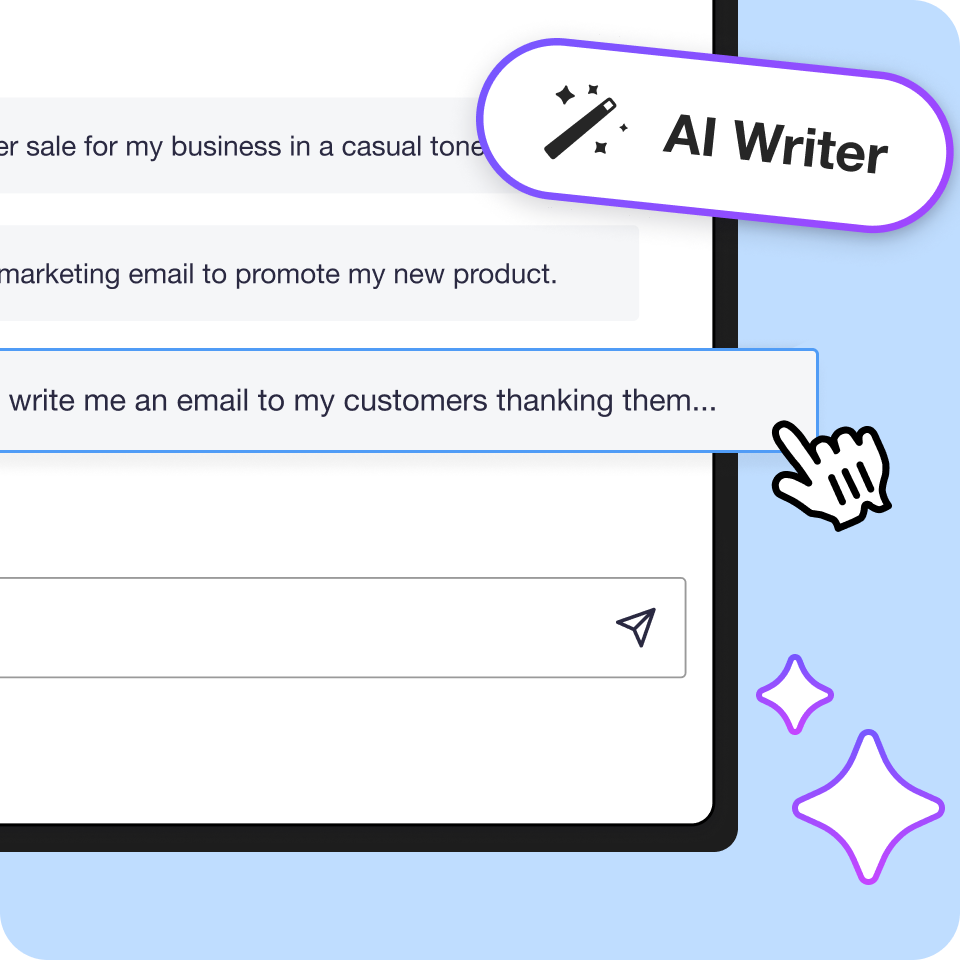 er sale for my business in a casual tone
AI Writer
marketing email to promote my new product.
write me an email to my customers thanking them...